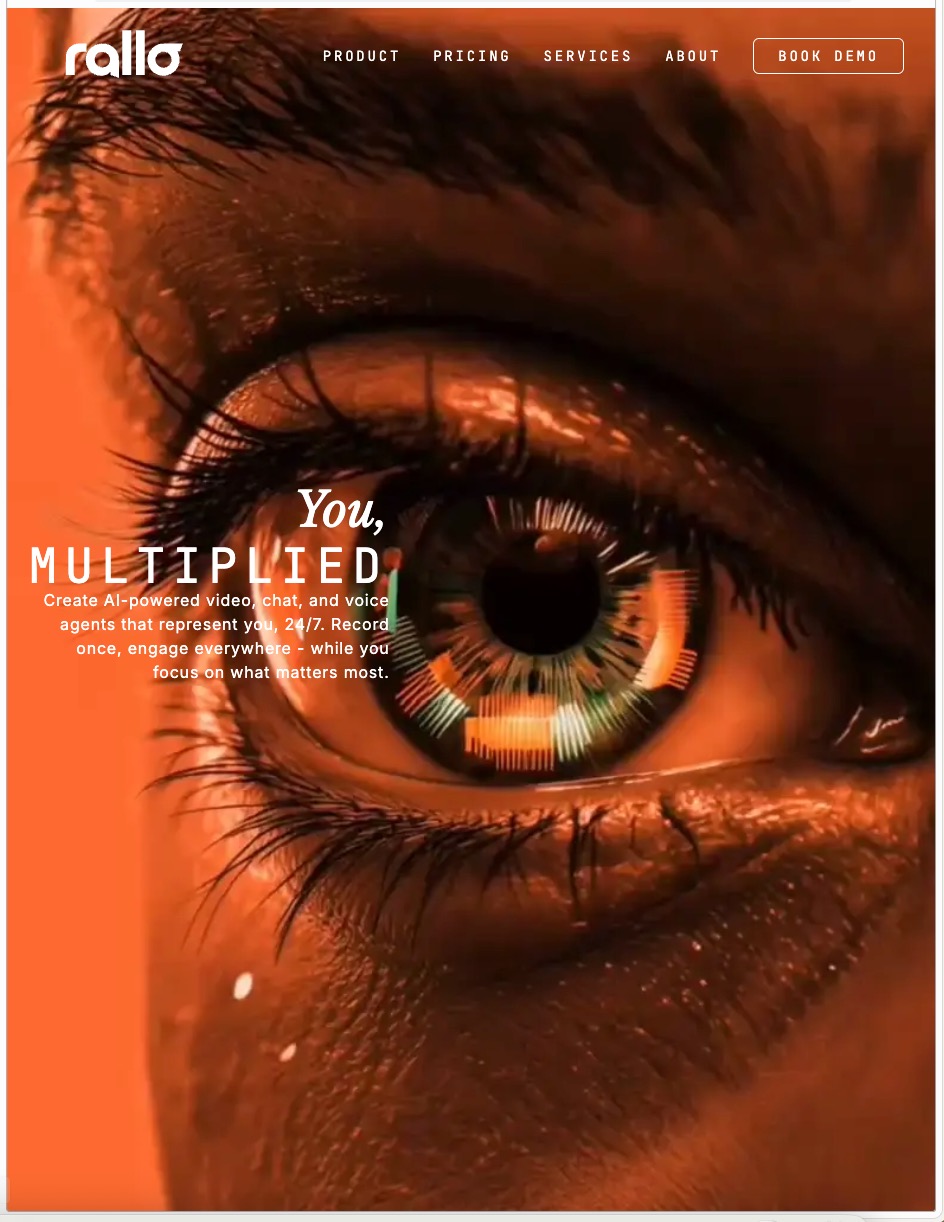 rallo
PRODUCT PRICING SERVICES ABOUT BOOK DEMO
You,
MULTIPLIED
Create AI-powered video, chat, and voice
agents that represent you, 24/7. Record
once, engage everywhere - while you
focus on what matters most.